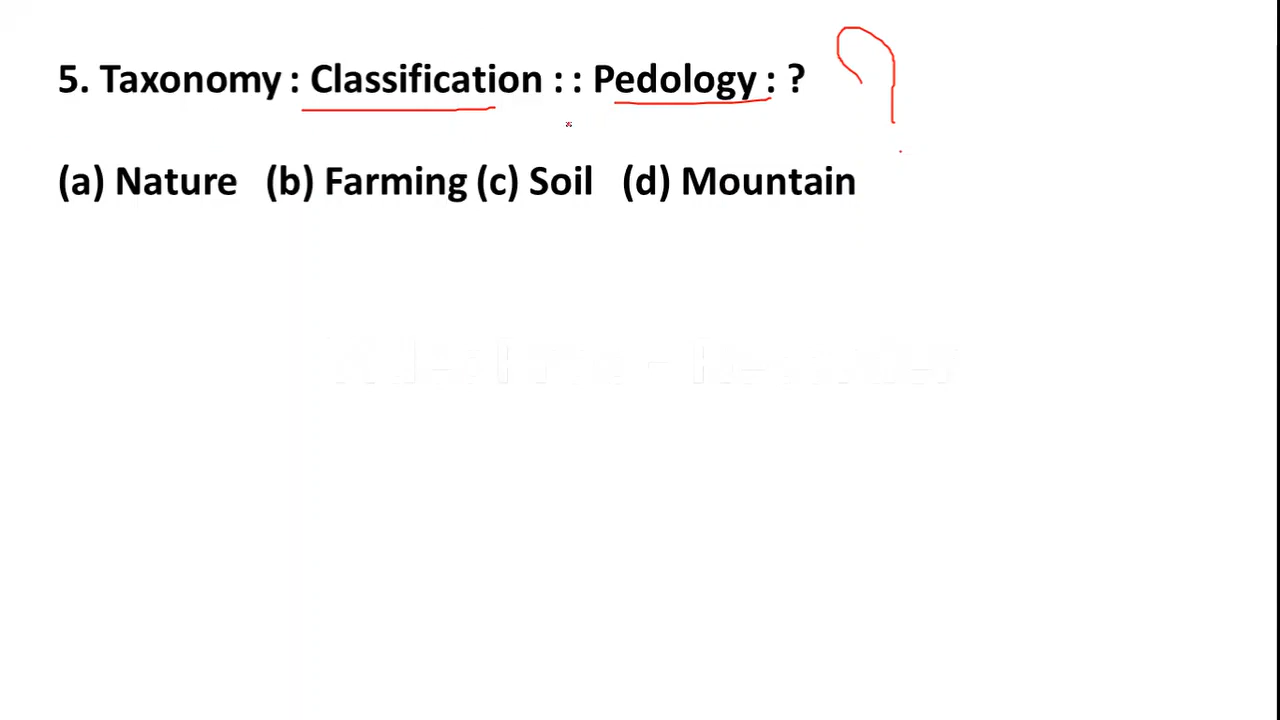 5. Taxonomy : Classification : : Pedology : ?
(a) Nature (b) Farming (c) Soil (d) Mountain